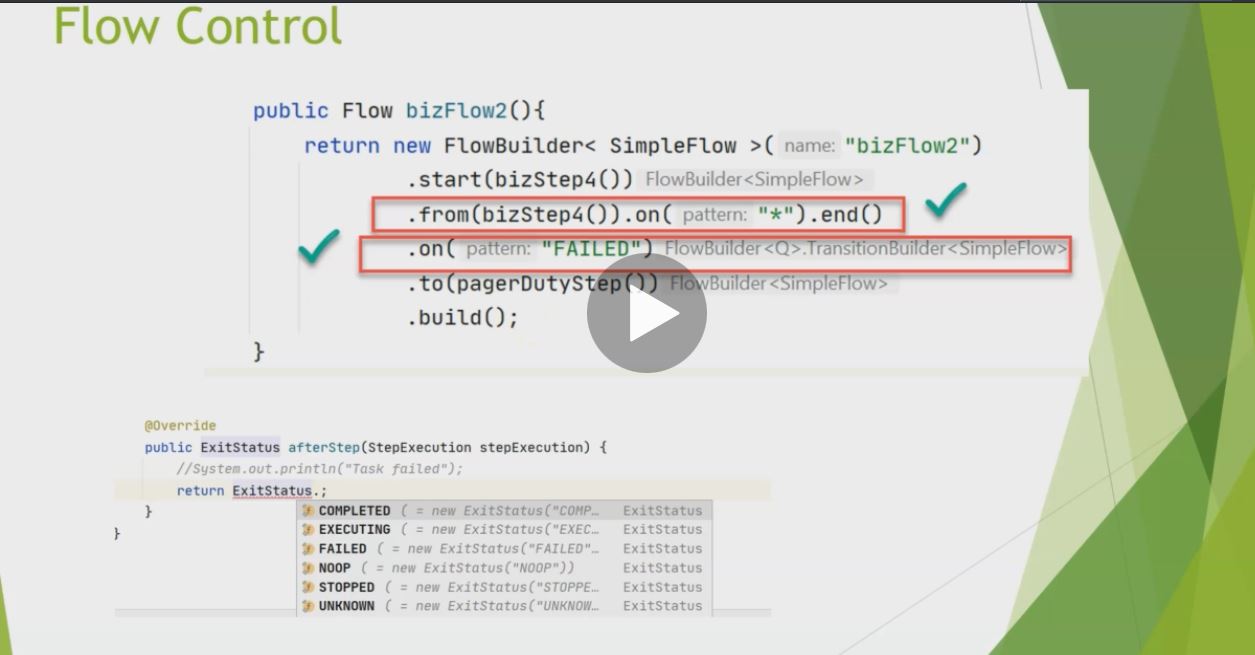 Flow Control
public Flow bizFlow2(){
return new FlowBuilder< SimpleFlow >( name: "bizFlow2")
.start(bizStep4()) FlowBuilder<SimpleFlow>
.from(bizStep4()).on( pattern: "*").end()
.on( pattern: "FAILED") FlowBuilder<Q>.TransitionBuilder<SimpleFlow>
.to(pagerDutyStep()) FlowBuilder<SimpleFlow>
.build();
}
@Override
public ExitStatus afterStep(StepExecution stepExecution) {
//System.out.println("Task failed");
return ExitStatus.;
}
COMPLETED ( = new ExitStatus("COMP… ExitStatus
EXECUTING ( = new ExitStatus("EXEC… ExitStatus
}
FAILED ( = new ExitStatus("FAILED"… ExitStatus
NOOP ( = new ExitStatus("NOOP")) ExitStatus
STOPPED ( = new ExitStatus("STOPPE… ExitStatus
UNKNOWN ( = new ExitStatus("UNKNOW… ExitStatus